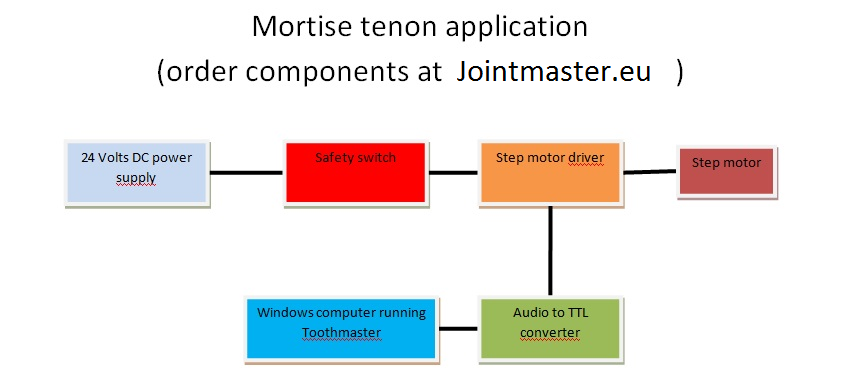 Mortise tenon application
(order components at Jointmaster.eu )
24 Volts DC power
supply
Safety switch
Step motor driver
Step motor
Windows computer running
Toothmaster
Audio to TTL
converter